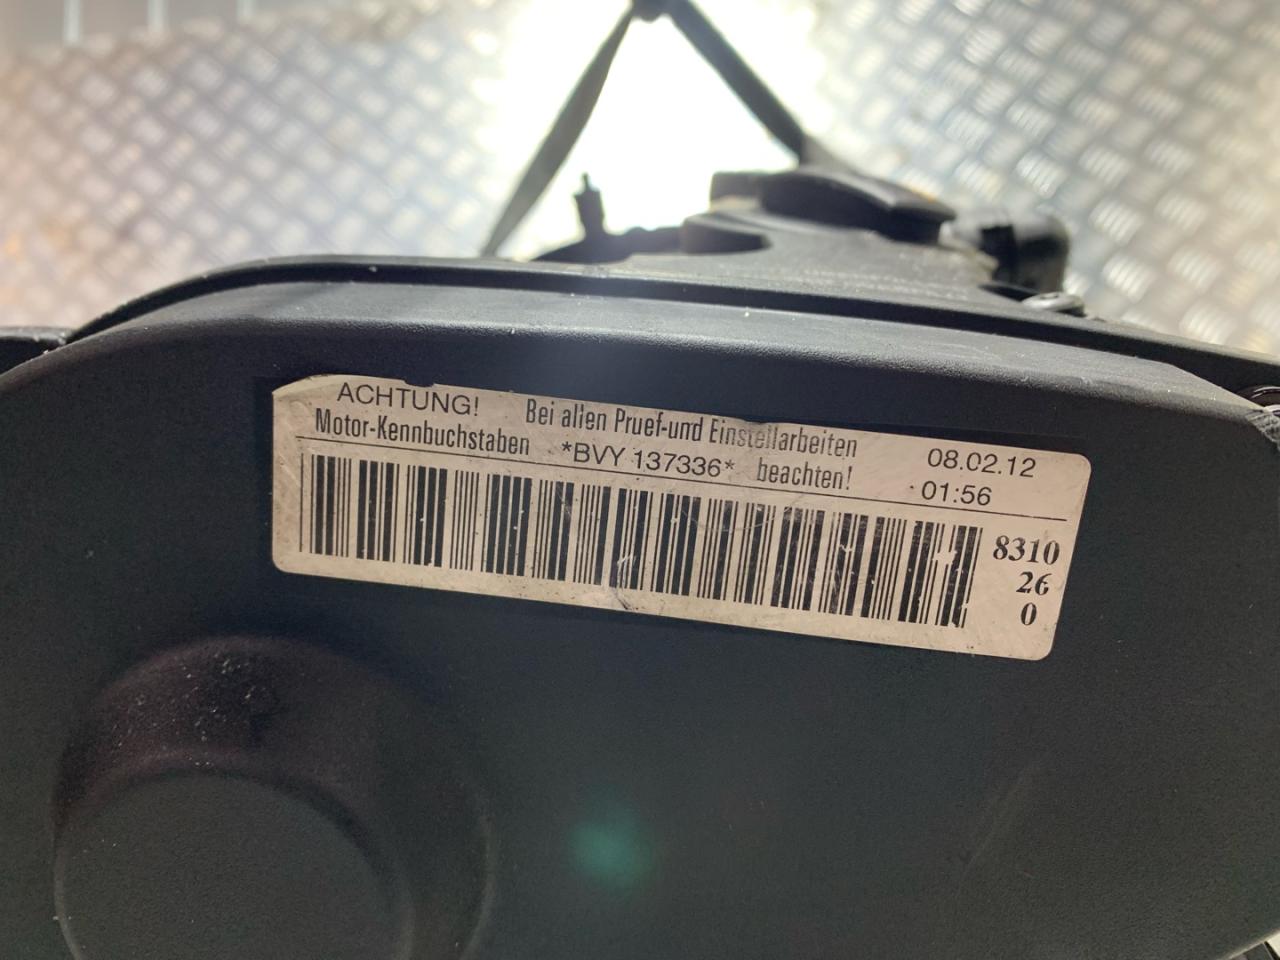 ACHTUNG! Bei allen Pruef-und Einstellarbeiten 08.02.12
Motor-Kennbuchstaben *BVY 137336* beachten! 01:56
8310
26
0